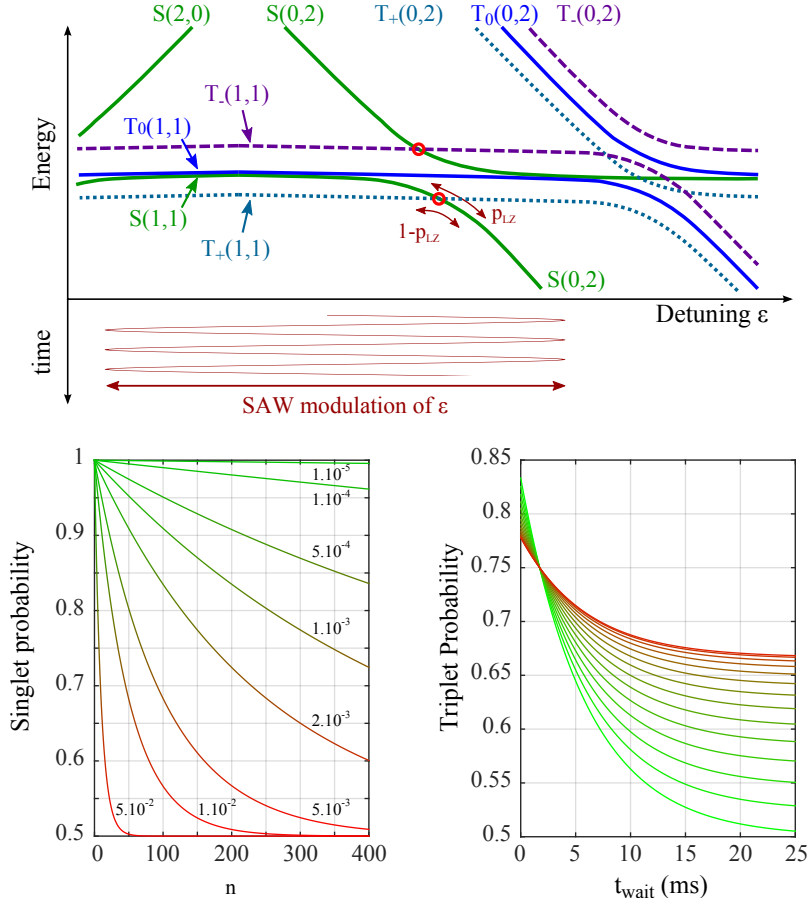 S(2,0) S(0,2) T₊(0,2) T₀(0,2) T₋(0,2)
Energy
T₋(1,1)
T₀(1,1)
S(1,1)
T₊(1,1)
p_LZ
1-p_LZ
S(0,2)
Detuning ε
time
SAW modulation of ε
1
0.9
0.8
0.7
0.6
0.5
Singlet probability
1.10⁻⁵
1.10⁻⁴
5.10⁻⁴
1.10⁻³
2.10⁻³
5.10⁻² 1.10⁻² 5.10⁻³
0 100 200 300 400
n
0.85
0.8
0.75
0.7
0.65
0.6
0.55
0.5
Triplet Probability
0 5 10 15 20 25
t_wait (ms)